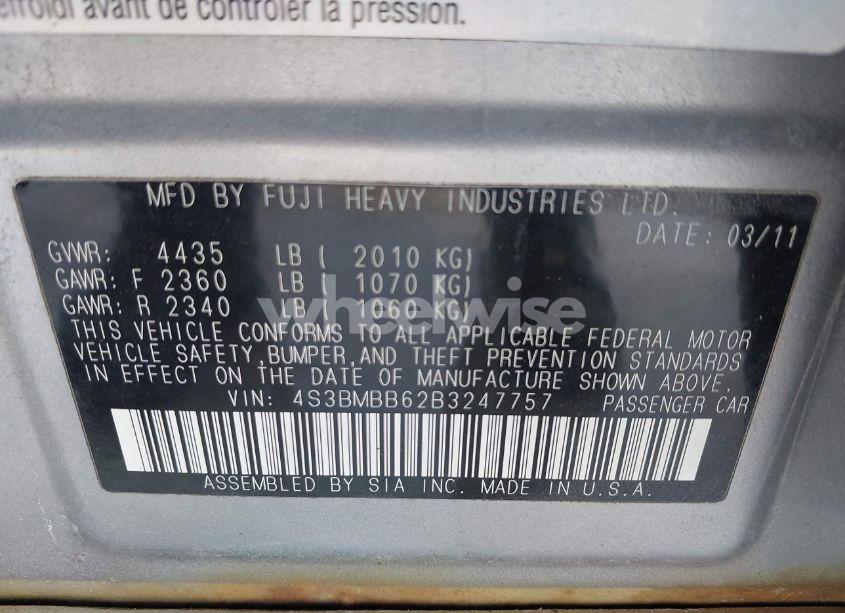 avant de contrôler la pression.
MFD BY FUJI HEAVY INDUSTRIES LTD.
DATE: 03/11
GVWR: 4435 LB ( 2010 KG)
GAWR: F 2360 LB ( 1070 KG)
GAWR: R 2340 LB ( 1060 KG)
wheelwise
THIS VEHICLE CONFORMS TO ALL APPLICABLE FEDERAL MOTOR
VEHICLE SAFETY,BUMPER,AND THEFT PREVENTION STANDARDS
IN EFFECT ON THE DATE OF MANUFACTURE SHOWN ABOVE.
VIN: 4S3BMBB62B3247757 PASSENGER CAR
ASSEMBLED BY SIA INC. MADE IN U.S.A.